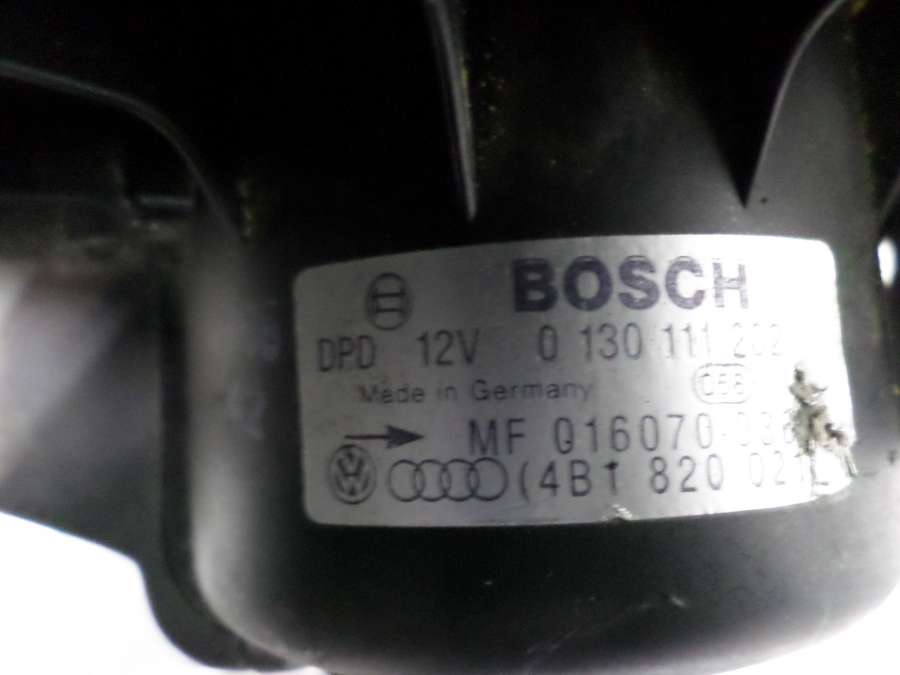 BOSCH
DPD 12V 0 130 111 202
Made in Germany
MF 016070
(4B1 820 021